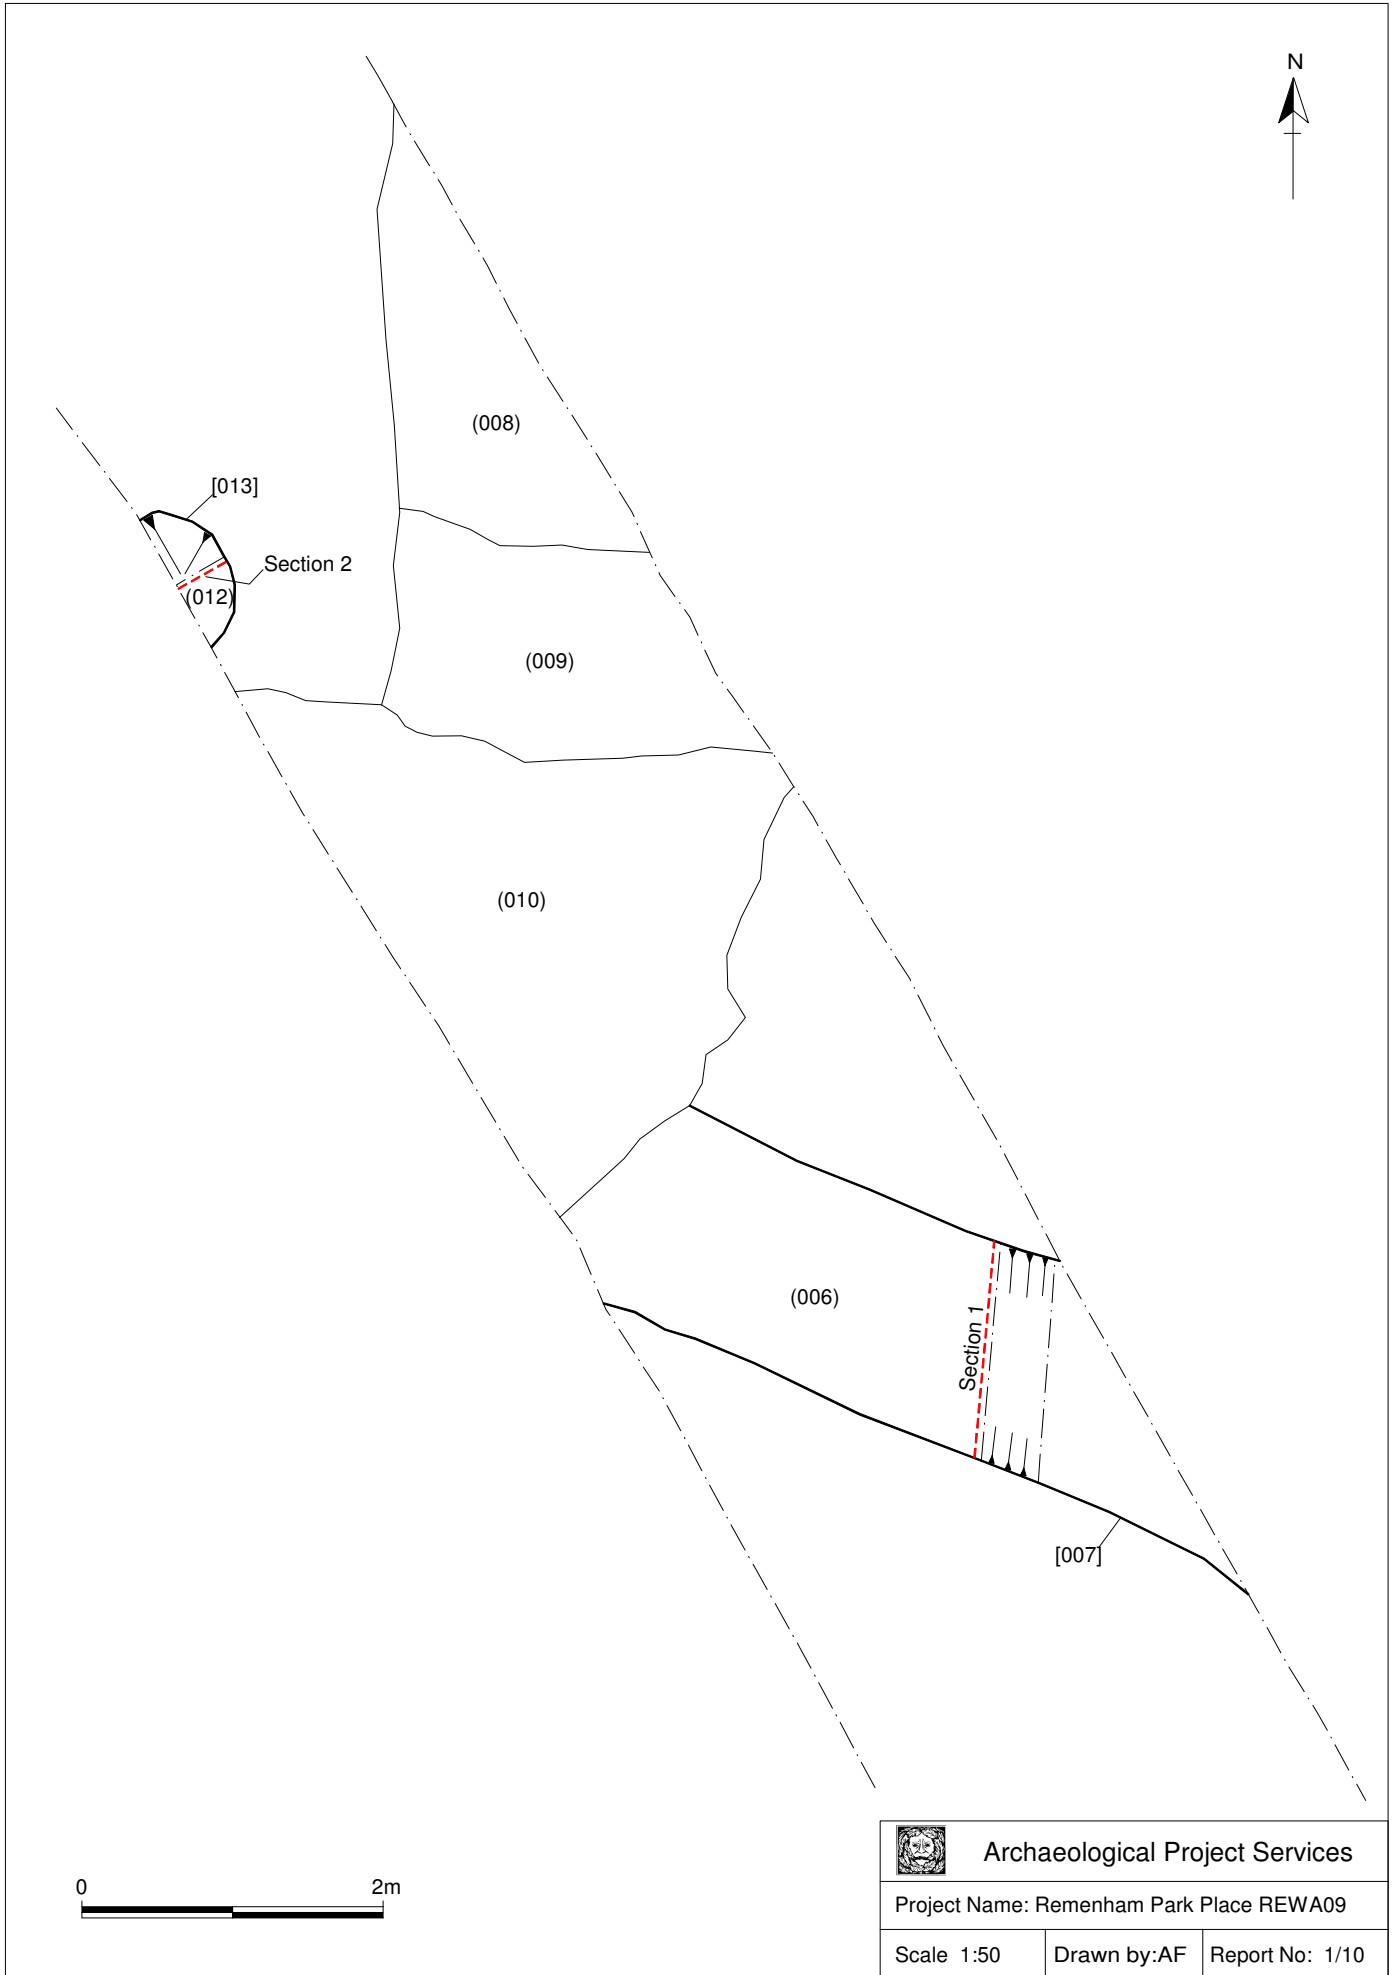 N
(008)
[013]
Section 2
(012)
(009)
(010)
(006)
Section 1
[007]
0 2m
Archaeological Project Services
Project Name: Remenham Park Place REWA09
Scale 1:50 Drawn by:AF Report No: 1/10